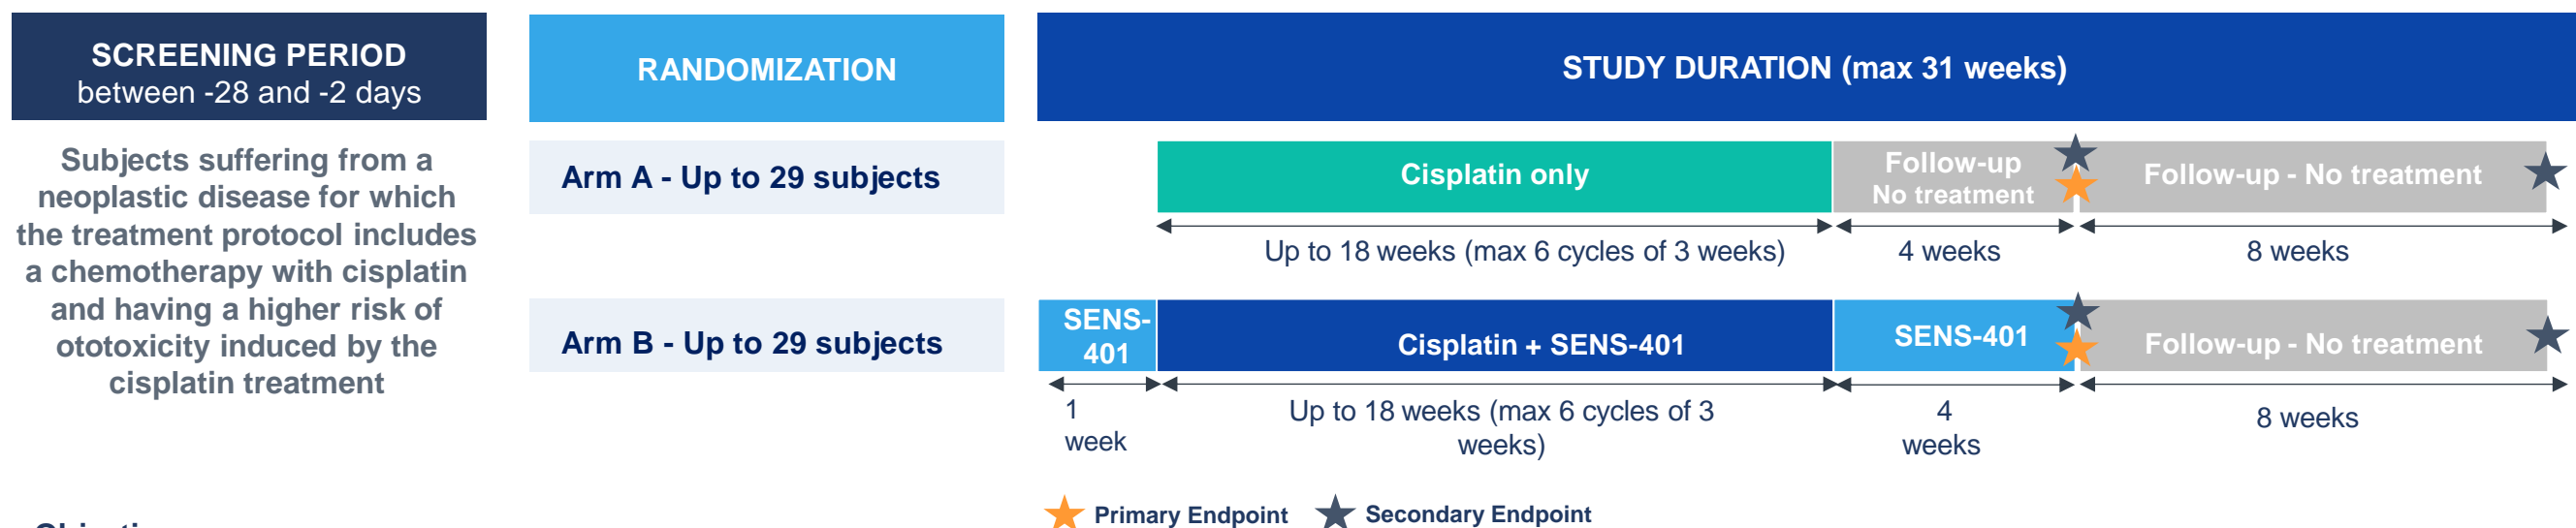 SCREENING PERIOD
between -28 and -2 days
Subjects suffering from a
neoplastic disease for which
the treatment protocol includes
a chemotherapy with cisplatin
and having a higher risk of
ototoxicity induced by the
cisplatin treatment
RANDOMIZATION
Arm A - Up to 29 subjects
Arm B - Up to 29 subjects
STUDY DURATION (max 31 weeks)
Cisplatin only
Follow-up
No treatment
Follow-up - No treatment
Up to 18 weeks (max 6 cycles of 3 weeks)
4 weeks
8 weeks
SENS-
401
Cisplatin + SENS-401
SENS-401
Follow-up - No treatment
1
week
Up to 18 weeks (max 6 cycles of 3
weeks)
4
weeks
8 weeks
Primary Endpoint
Secondary Endpoint